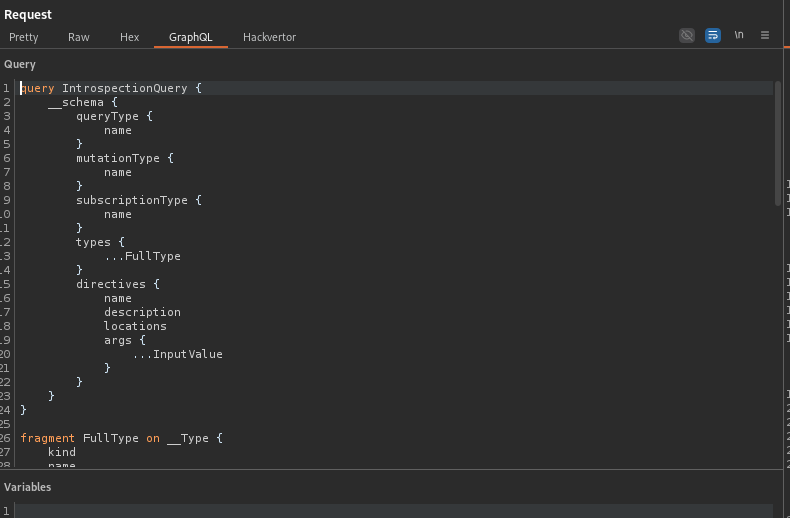 Request
Pretty Raw Hex GraphQL Hackvertor \n
Query
1 query IntrospectionQuery {
2 __schema {
3 queryType {
4 name
5 }
6 mutationType {
7 name
8 }
9 subscriptionType {
10 name
11 }
12 types {
13 ...FullType
14 }
15 directives {
16 name
17 description
18 locations
19 args {
20 ...InputValue
21 }
22 }
23 }
24 }
25
26 fragment FullType on __Type {
27 kind
28 name
Variables
1